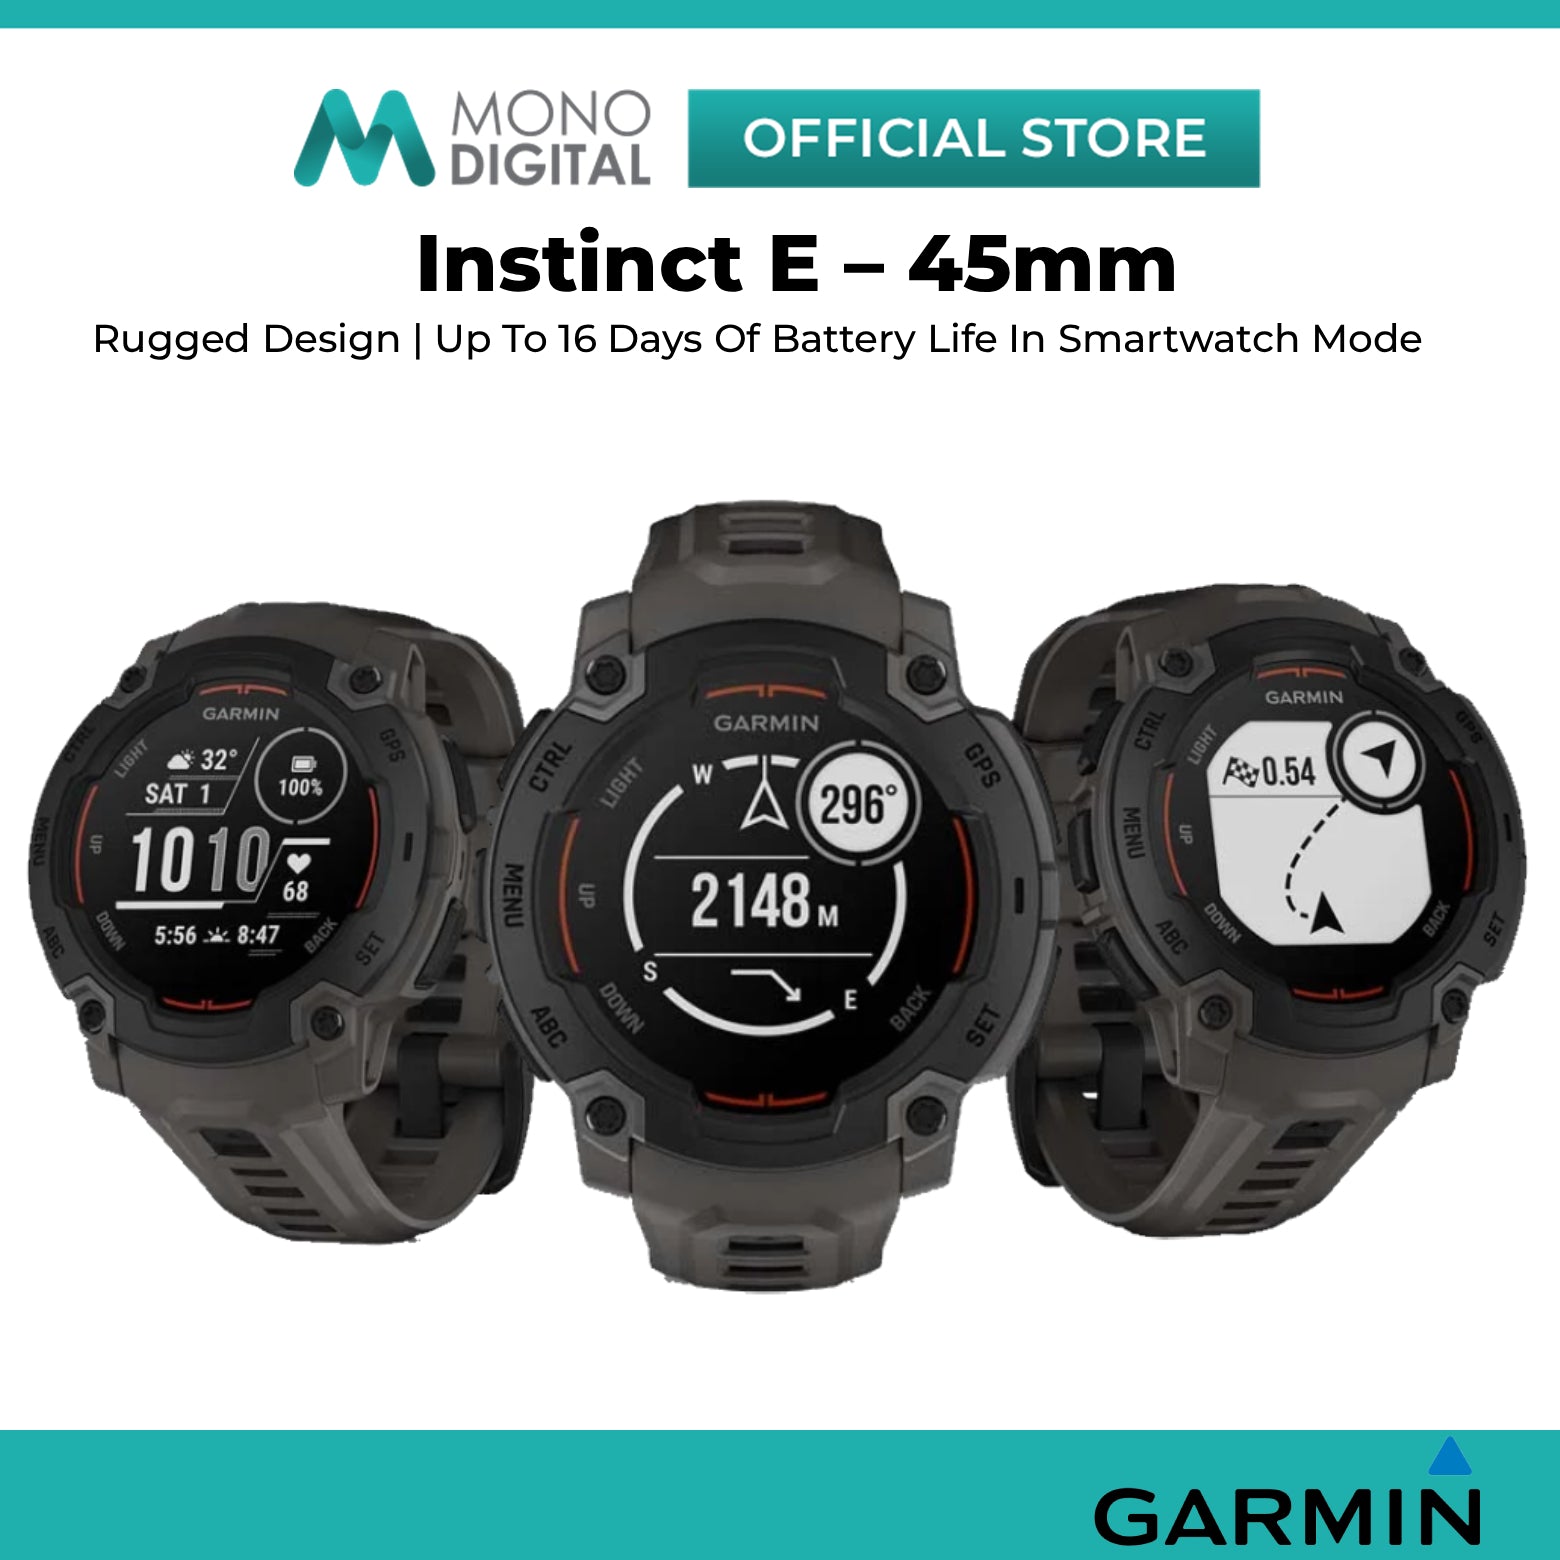 MONO
DIGITAL
OFFICIAL STORE
Instinct E – 45mm
Rugged Design | Up To 16 Days Of Battery Life In Smartwatch Mode
GARMIN
CTRL
LIGHT
GPS
32°
SAT 1
100%
MENU
UP
10 10
68
5:56
8:47
ABC
DOWN
BACK
SET
GARMIN
CTRL
LIGHT
GPS
W
296°
MENU
UP
2148 M
S
E
ABC
DOWN
BACK
SET
GARMIN
CTRL
LIGHT
GPS
0.54
MENU
UP
ABC
DOWN
BACK
SET
GARMIN